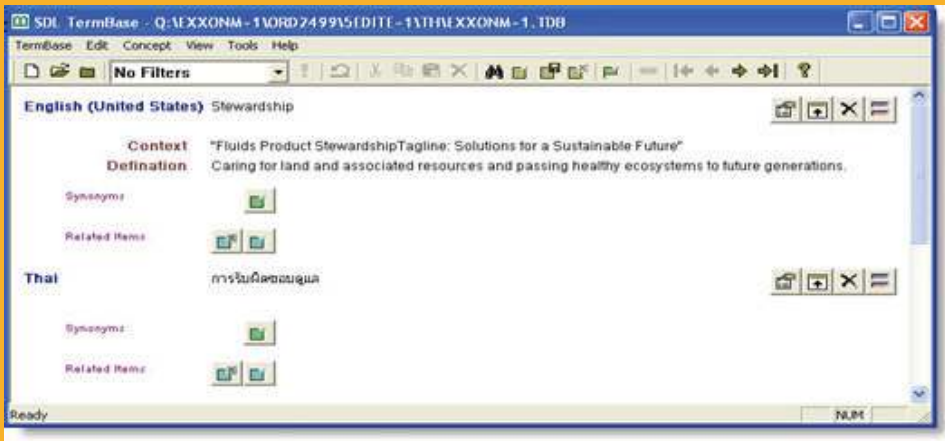 SDL TermBase - Q:\EXXONM~1\ORD2499\5EDITE~1\TH\EXXONM~1.TDB
TermBase Edit Concept View Tools Help
No Filters
English (United States) Stewardship
Context "Fluids Product StewardshipTagline: Solutions for a Sustainable Future"
Defination Caring for land and associated resources and passing healthy ecosystems to future generations.
Synonyms
Related Items
Thai การรับผิดชอบดูแล
Synonyms
Related Items
Ready NUM